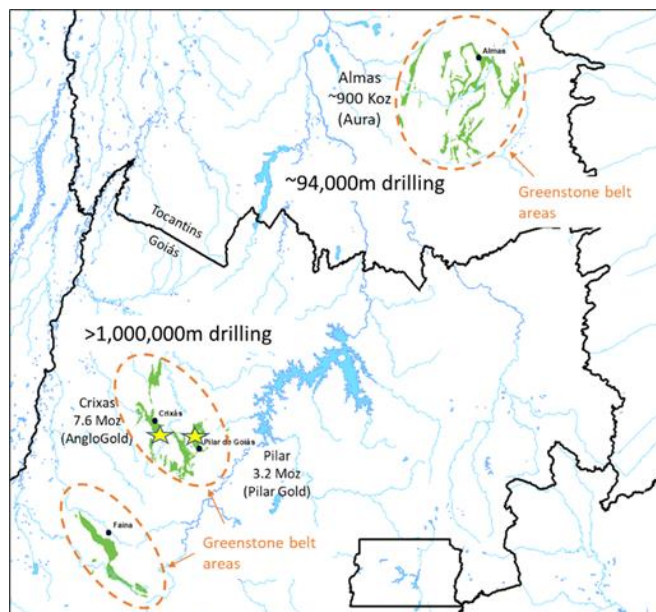 Almas
Almas
~900 Koz
(Aura)
Greenstone belt
areas
~94,000m drilling
Tocantins
Goiás
>1,000,000m drilling
Crixas
7.6 Moz
(AngloGold)
Crixás
Pilar de Goiás
Pilar
3.2 Moz
(Pilar Gold)
Faina
Greenstone belt
areas